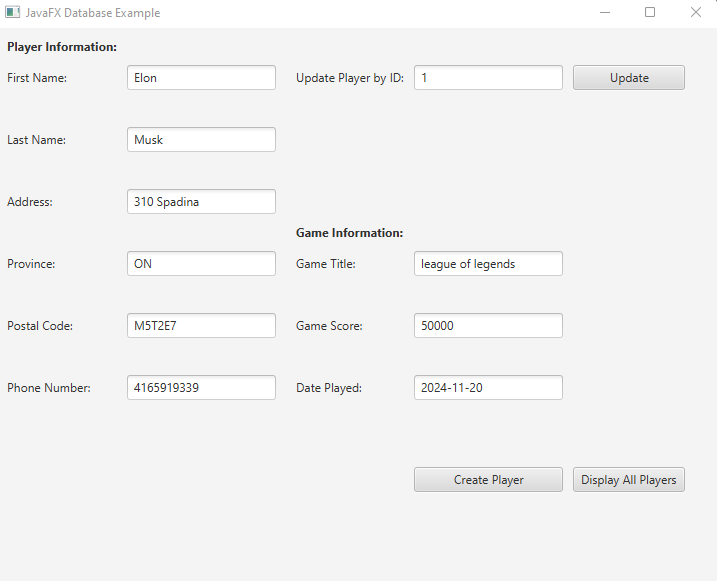 JavaFX Database Example
Player Information:
First Name: Elon Update Player by ID: 1 Update
Last Name: Musk
Address: 310 Spadina
Game Information:
Province: ON Game Title: league of legends
Postal Code: M5T2E7 Game Score: 50000
Phone Number: 4165919339 Date Played: 2024-11-20
Create Player Display All Players